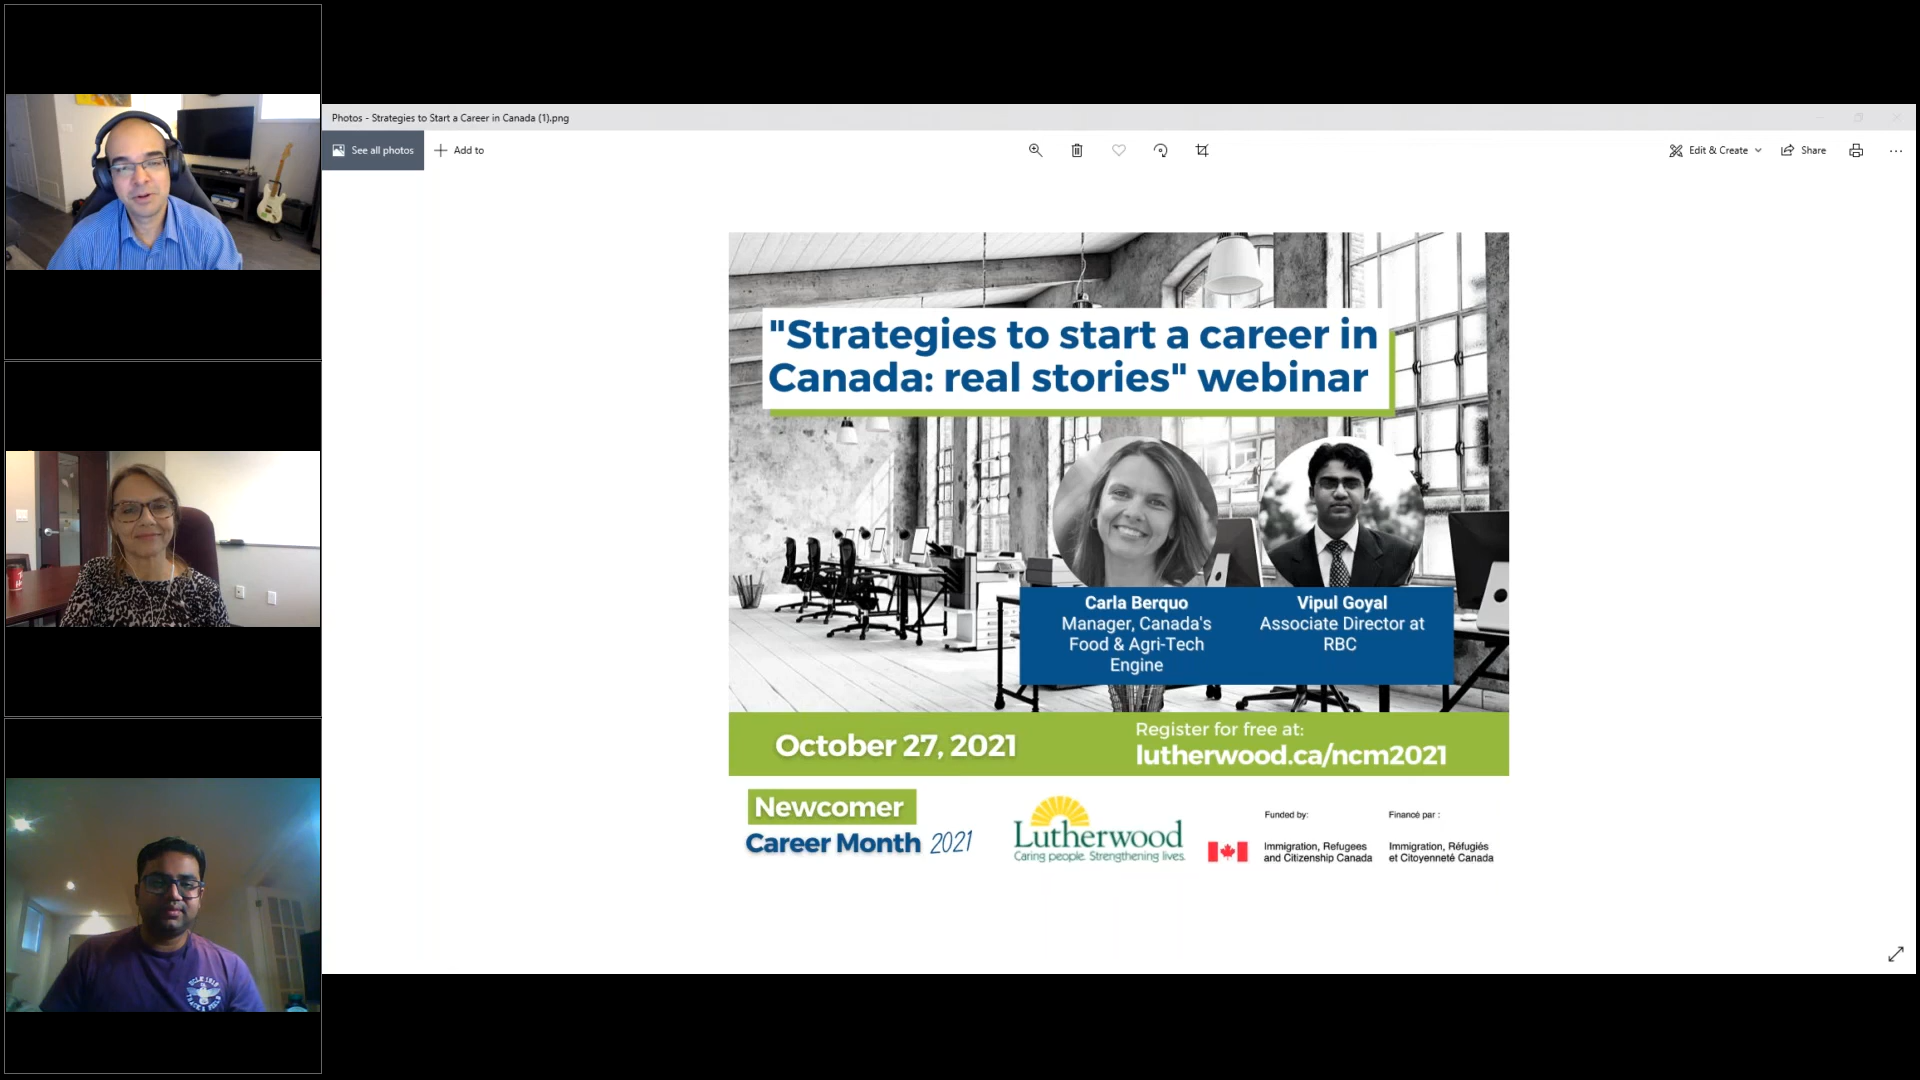 Photos - Strategies to Start a Career in Canada (1).png
See all photos
Add to
Edit & Create
Share
"Strategies to start a career in
Canada: real stories" webinar
Carla Berquo
Manager, Canada's
Food & Agri-Tech
Engine
Vipul Goyal
Associate Director at
RBC
October 27, 2021
Register for free at:
lutherwood.ca/ncm2021
Newcomer
Career Month 2021
Lutherwood
Caring people. Strengthening lives.
Funded by:
Immigration, Refugees
and Citizenship Canada
Financé par :
Immigration, Réfugiés
et Citoyenneté Canada